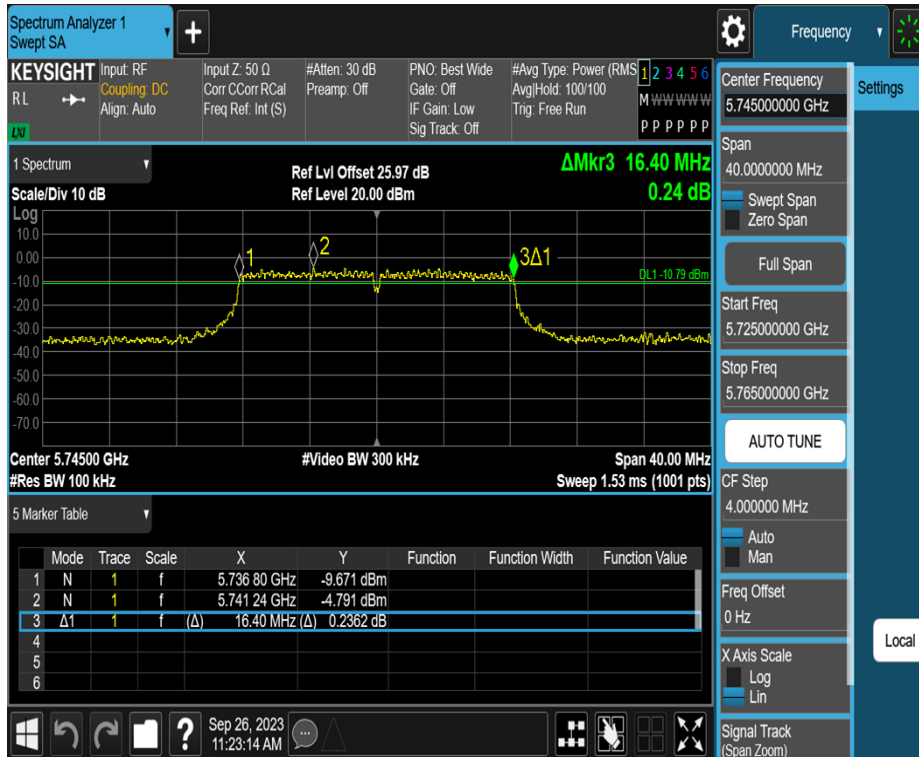 Spectrum Analyzer 1
Swept SA
+
Frequency
KEYSIGHT
RL
LXI
Input: RF
Coupling: DC
Align: Auto
Input Z: 50 Ω
Corr CCorr RCal
Freq Ref: Int (S)
#Atten: 30 dB
Preamp: Off
PNO: Best Wide
Gate: Off
IF Gain: Low
Sig Track: Off
#Avg Type: Power (RMS
Avg|Hold: 100/100
Trig: Free Run
1 2 3 4 5 6
M W W W W W
P P P P P P
1 Spectrum
Scale/Div 10 dB
Ref Lvl Offset 25.97 dB
Ref Level 20.00 dBm
ΔMkr3 16.40 MHz
0.24 dB
Log
10.0
0.00
-10.0
-20.0
-30.0
-40.0
-50.0
-60.0
-70.0
1
2
3Δ1
DL1 -10.79 dBm
Center 5.74500 GHz
#Res BW 100 kHz
#Video BW 300 kHz
Span 40.00 MHz
Sweep 1.53 ms (1001 pts)
5 Marker Table
Mode Trace Scale X Y Function Function Width Function Value
1 N 1 f 5.736 80 GHz -9.671 dBm
2 N 1 f 5.741 24 GHz -4.791 dBm
3 Δ1 1 f (Δ) 16.40 MHz (Δ) 0.2362 dB
4
5
6
?
Sep 26, 2023
11:23:14 AM
Center Frequency
5.745000000 GHz
Span
40.0000000 MHz
Swept Span
Zero Span
Full Span
Start Freq
5.725000000 GHz
Stop Freq
5.765000000 GHz
AUTO TUNE
CF Step
4.000000 MHz
Auto
Man
Freq Offset
0 Hz
X Axis Scale
Log
Lin
Signal Track
(Span Zoom)
Settings
Local